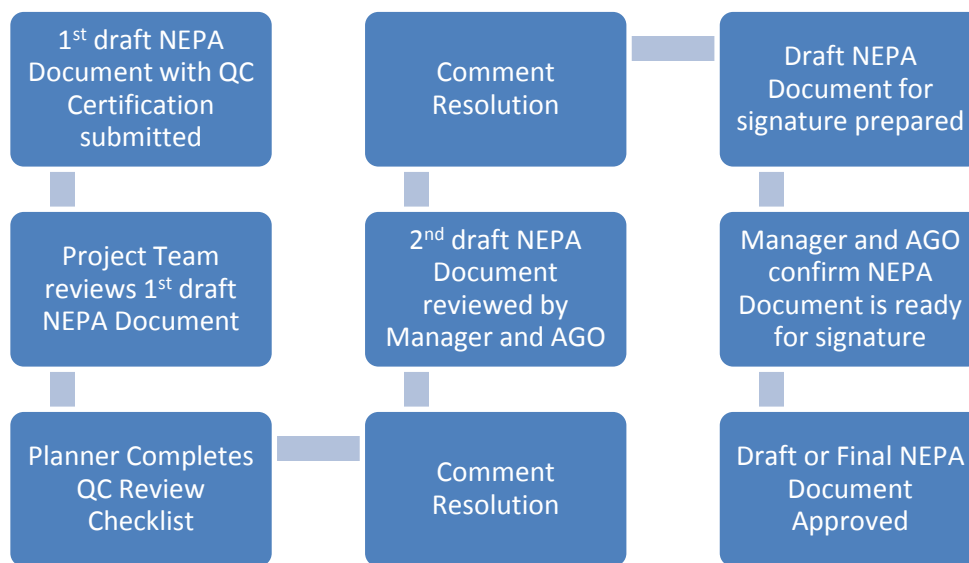 1st draft NEPA
Document with QC
Certification
submitted
Project Team
reviews 1st draft
NEPA Document
Planner Completes
QC Review
Checklist
Comment
Resolution
2nd draft NEPA
Document
reviewed by
Manager and AGO
Comment
Resolution
Draft NEPA
Document for
signature prepared
Manager and AGO
confirm NEPA
Document is ready
for signature
Draft or Final NEPA
Document
Approved